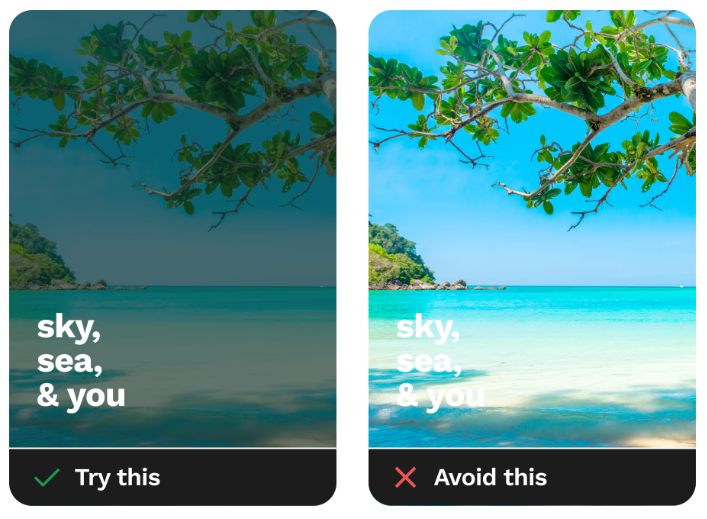 sky,
sea,
& you
Try this
sky,
sea,
& you
Avoid this